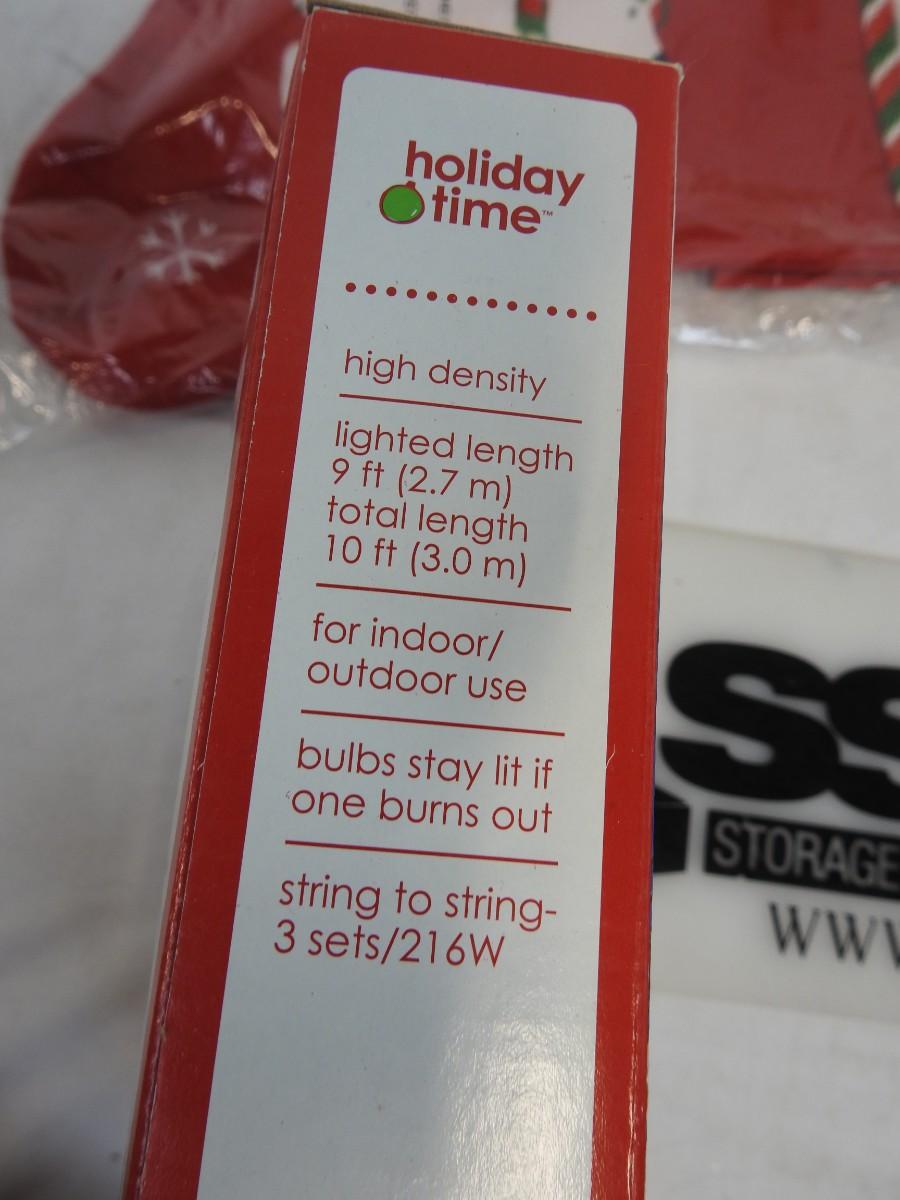 holiday
time™
high density
lighted length
9 ft (2.7 m)
total length
10 ft (3.0 m)
for indoor/
outdoor use
bulbs stay lit if
one burns out
string to string-
3 sets/216W
SS
STORAGE
WWW